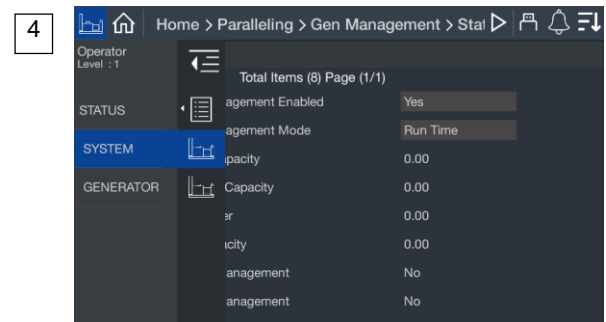 4
Home > Paralleling > Gen Management > Stat
Operator
Level : 1
Total Items (8) Page (1/1)
STATUS
agement Enabled Yes
agement Mode Run Time
SYSTEM
pacity 0.00
GENERATOR
Capacity 0.00
er 0.00
acity 0.00
anagement No
anagement No